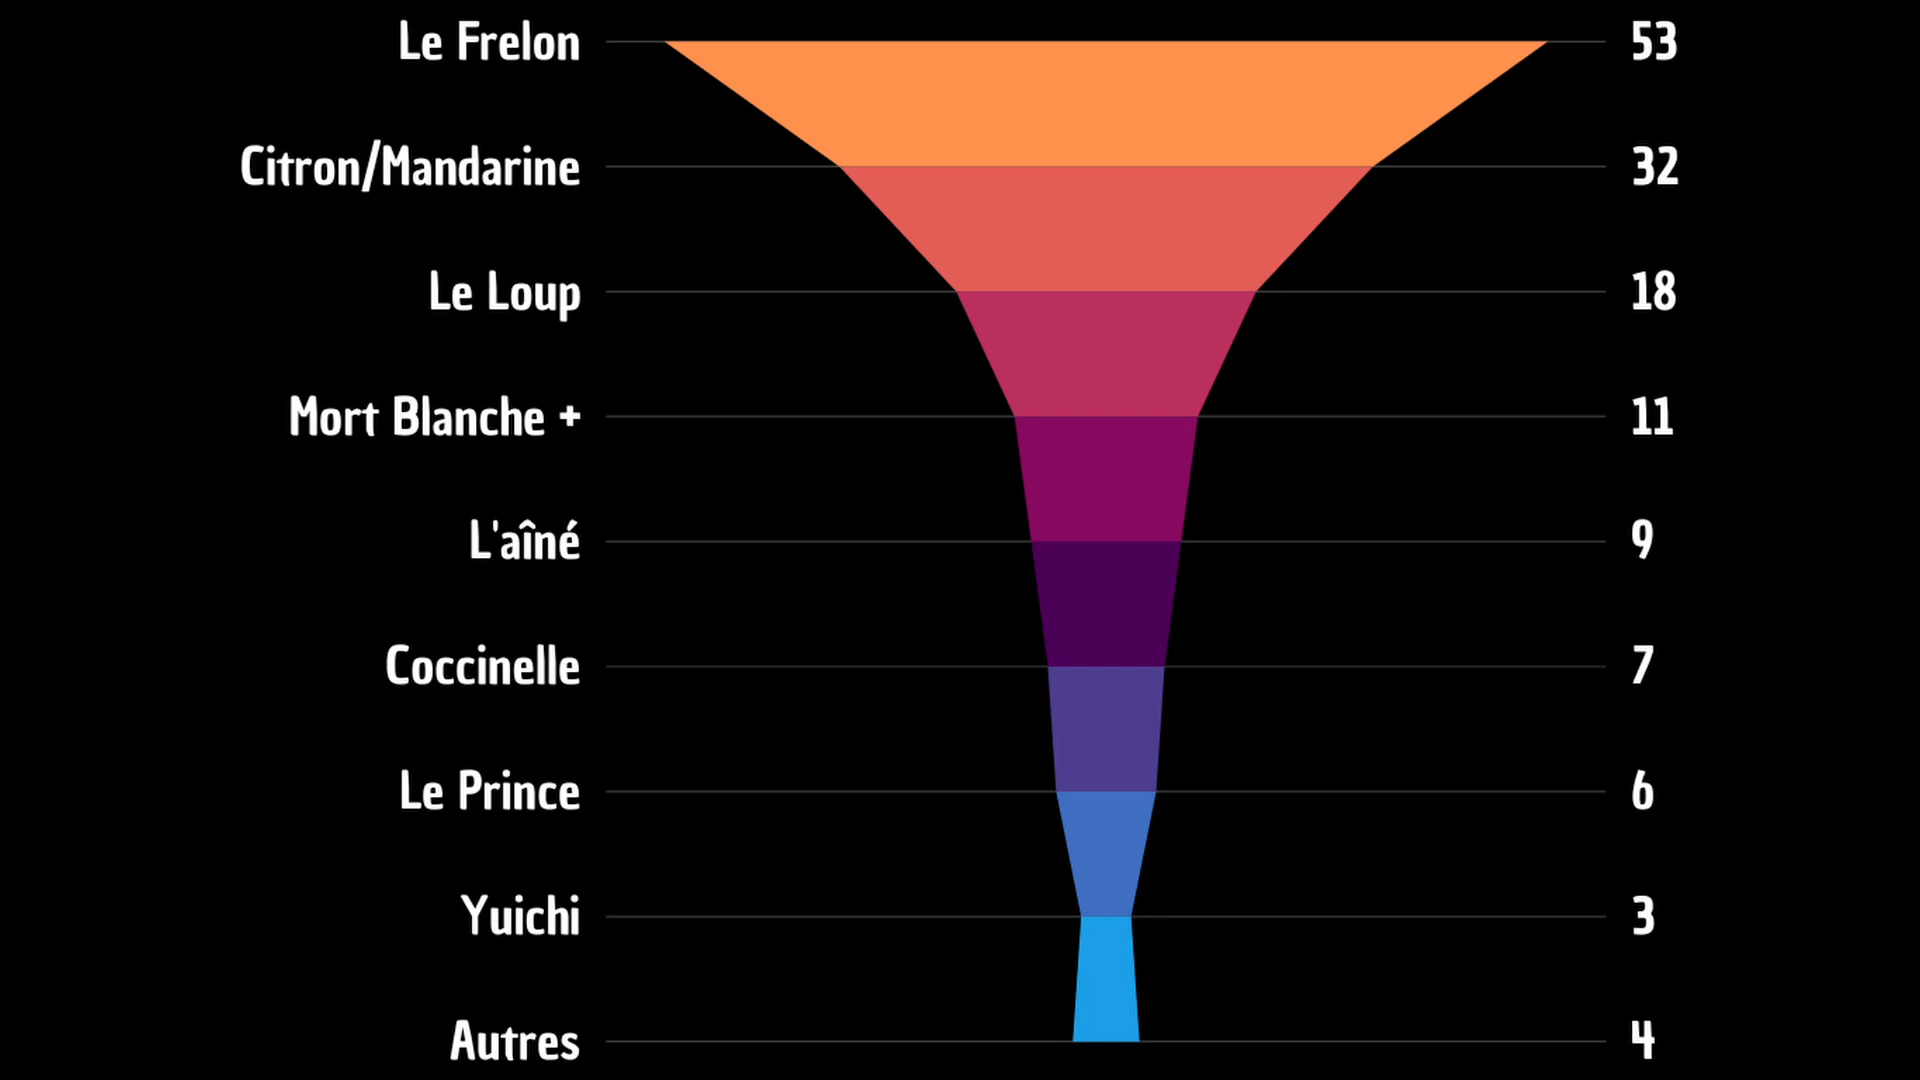 Le Frelon 53
Citron/Mandarine 32
Le Loup 18
Mort Blanche + 11
L'aîné 9
Coccinelle 7
Le Prince 6
Yuichi 3
Autres 4